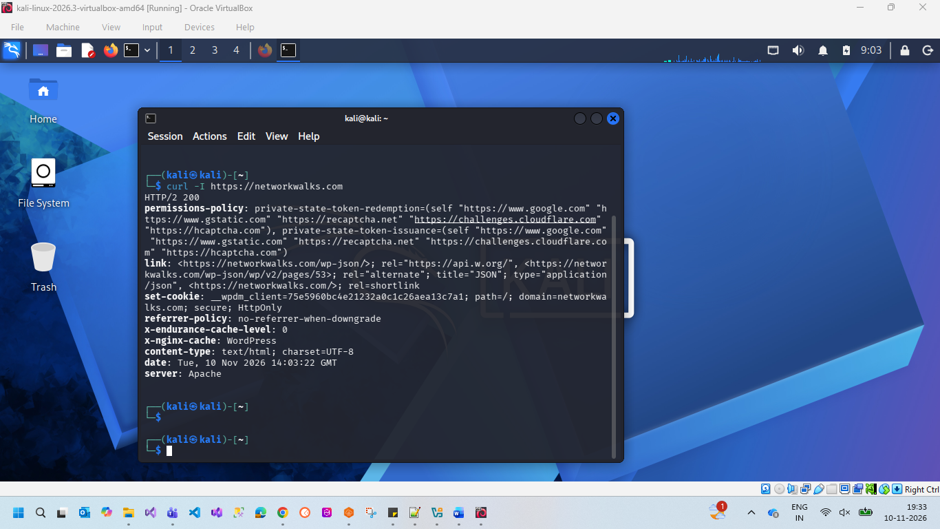 kali-linux-2026.3-virtualbox-amd64 [Running] - Oracle VirtualBox
File Machine View Input Devices Help
1 2 3 4 9:03
Home
File System
Trash
kali@kali: ~
Session Actions Edit View Help
┌──(kali㉿kali)-[~]
└─$ curl -I https://networkwalks.com
HTTP/2 200
permissions-policy: private-state-token-redemption=(self "https://www.google.com" "h
ttps://www.gstatic.com" "https://recaptcha.net" "https://challenges.cloudflare.com"
"https://hcaptcha.com"), private-state-token-issuance=(self "https://www.google.com"
"https://www.gstatic.com" "https://recaptcha.net" "https://challenges.cloudflare.co
m" "https://hcaptcha.com")
link: <https://networkwalks.com/wp-json/>; rel="https://api.w.org/", <https://networ
kwalks.com/wp-json/wp/v2/pages/53>; rel="alternate"; title="JSON"; type="application
/json", <https://networkwalks.com/>; rel=shortlink
set-cookie: __wpdm_client=75e5960bc4e21232a0c1c26aea13c7a1; path=/; domain=networkwa
lks.com; secure; HttpOnly
referrer-policy: no-referrer-when-downgrade
x-endurance-cache-level: 0
x-nginx-cache: WordPress
content-type: text/html; charset=UTF-8
date: Tue, 10 Nov 2026 14:03:22 GMT
server: Apache
┌──(kali㉿kali)-[~]
└─$
┌──(kali㉿kali)-[~]
└─$
Right Ctrl
1
ENG
IN
19:33
10-11-2026